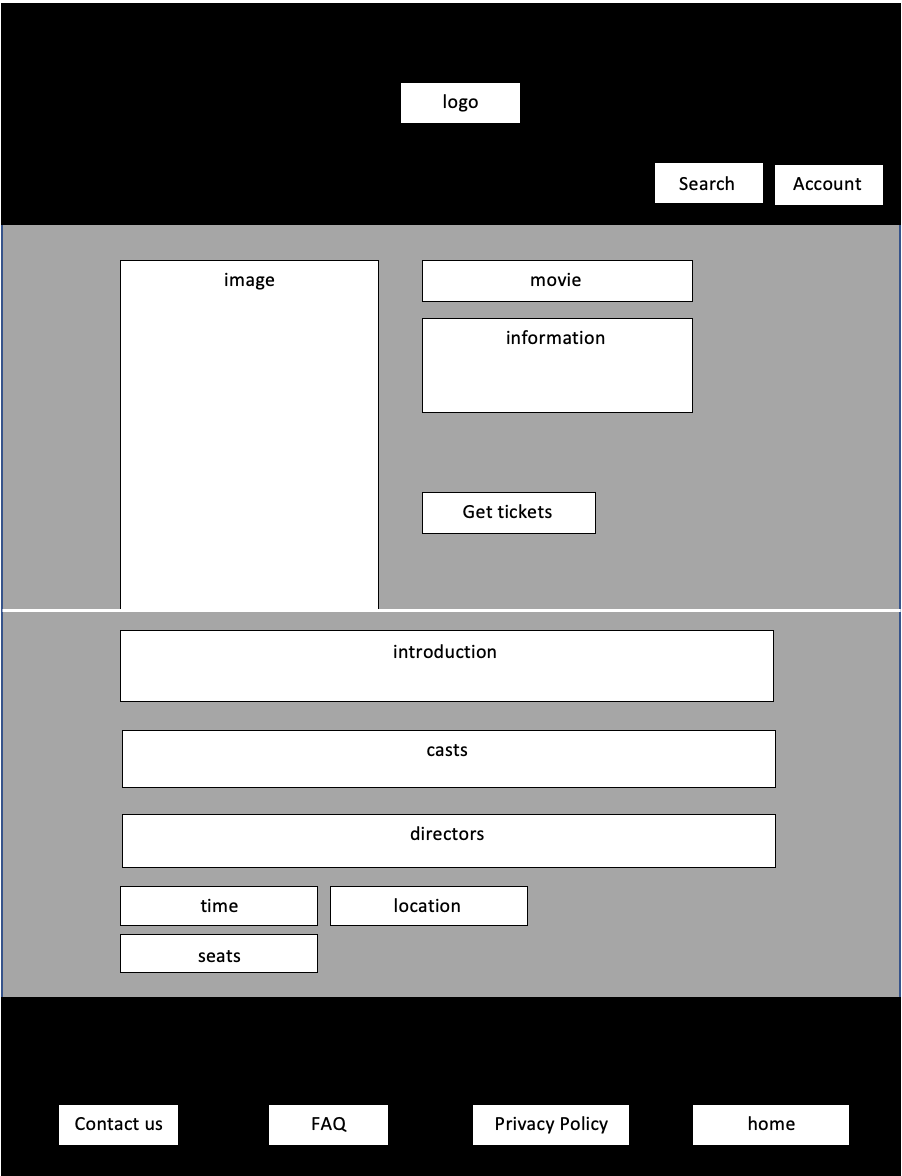 logo
Search
Account
image
movie
information
Get tickets
introduction
casts
directors
time
location
seats
Contact us
FAQ
Privacy Policy
home